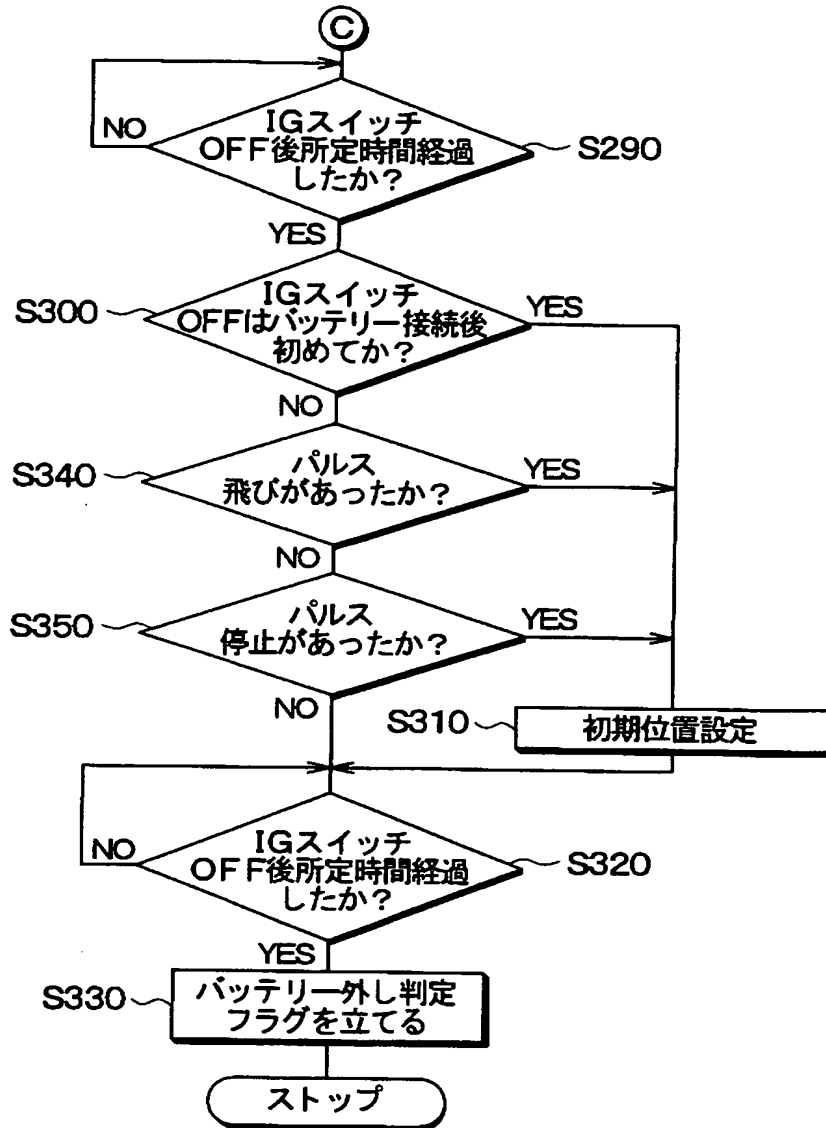 C
IGスイッチ
OFF後所定時間経過
したか？
NO
S290
YES
IGスイッチ
OFFはバッテリー接続後
初めてか？
S300
YES
NO
パルス
飛びがあったか？
S340
YES
NO
パルス
停止があったか？
S350
YES
NO
S310
初期位置設定
IGスイッチ
OFF後所定時間経過
したか？
NO
S320
YES
S330
バッテリー外し判定
フラグを立てる
ストップ